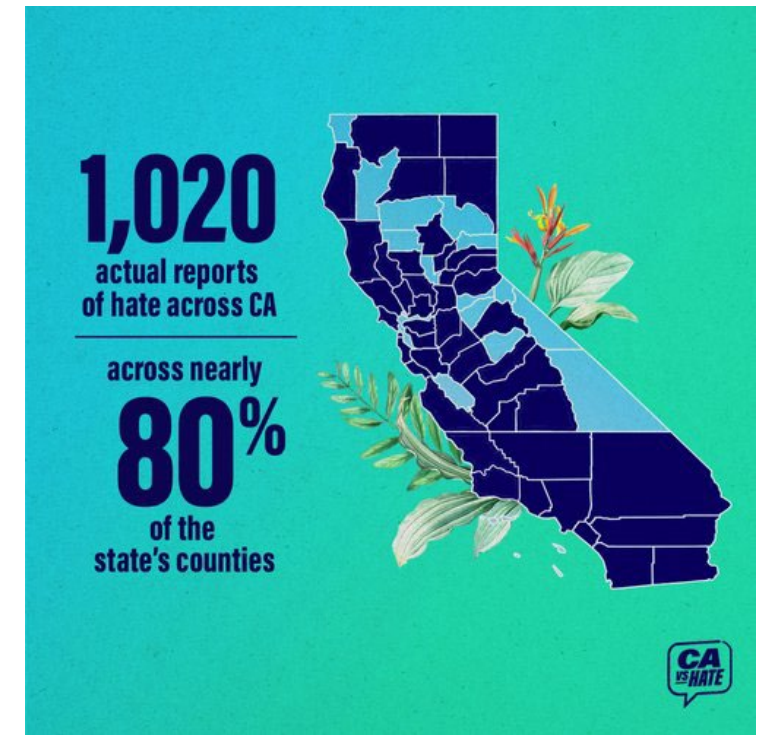 1,020
actual reports
of hate across CA
across nearly
80%
of the
state's counties
CA
VS HATE